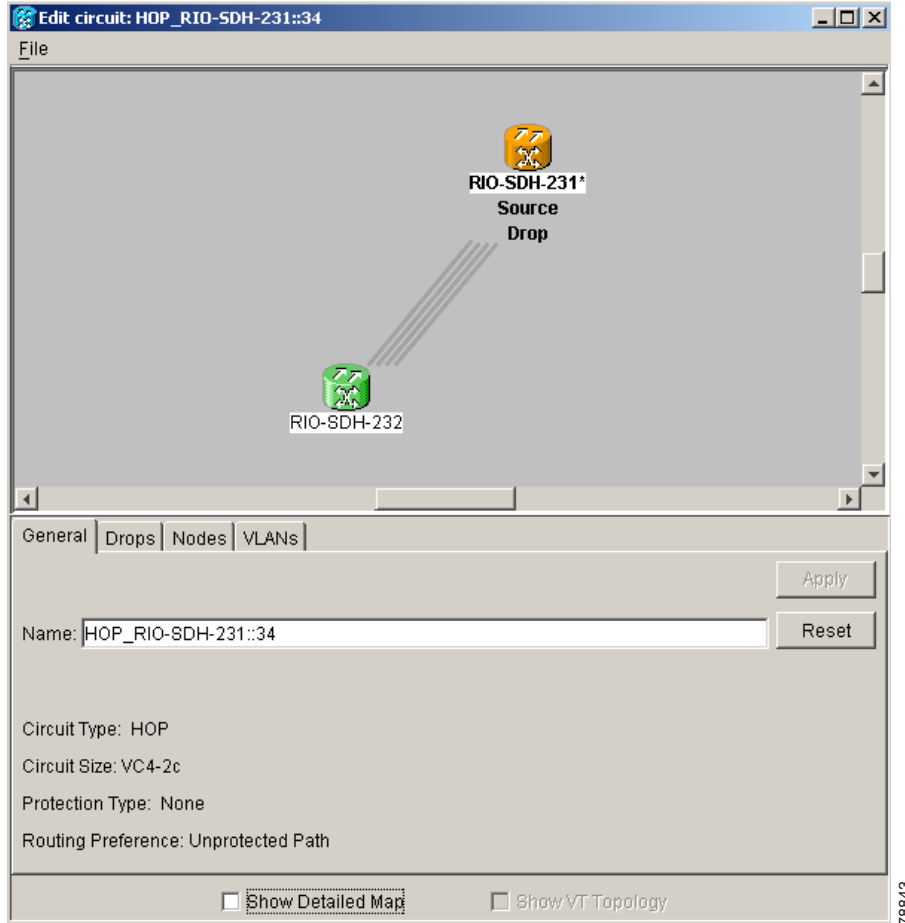 Edit circuit: HOP_RIO-SDH-231::34
File
RIO-SDH-231*
Source
Drop
RIO-SDH-232
General
Drops
Nodes
VLANs
Apply
Name: HOP_RIO-SDH-231::34
Reset
Circuit Type: HOP
Circuit Size: VC4-2c
Protection Type: None
Routing Preference: Unprotected Path
Show Detailed Map
Show VT Topology